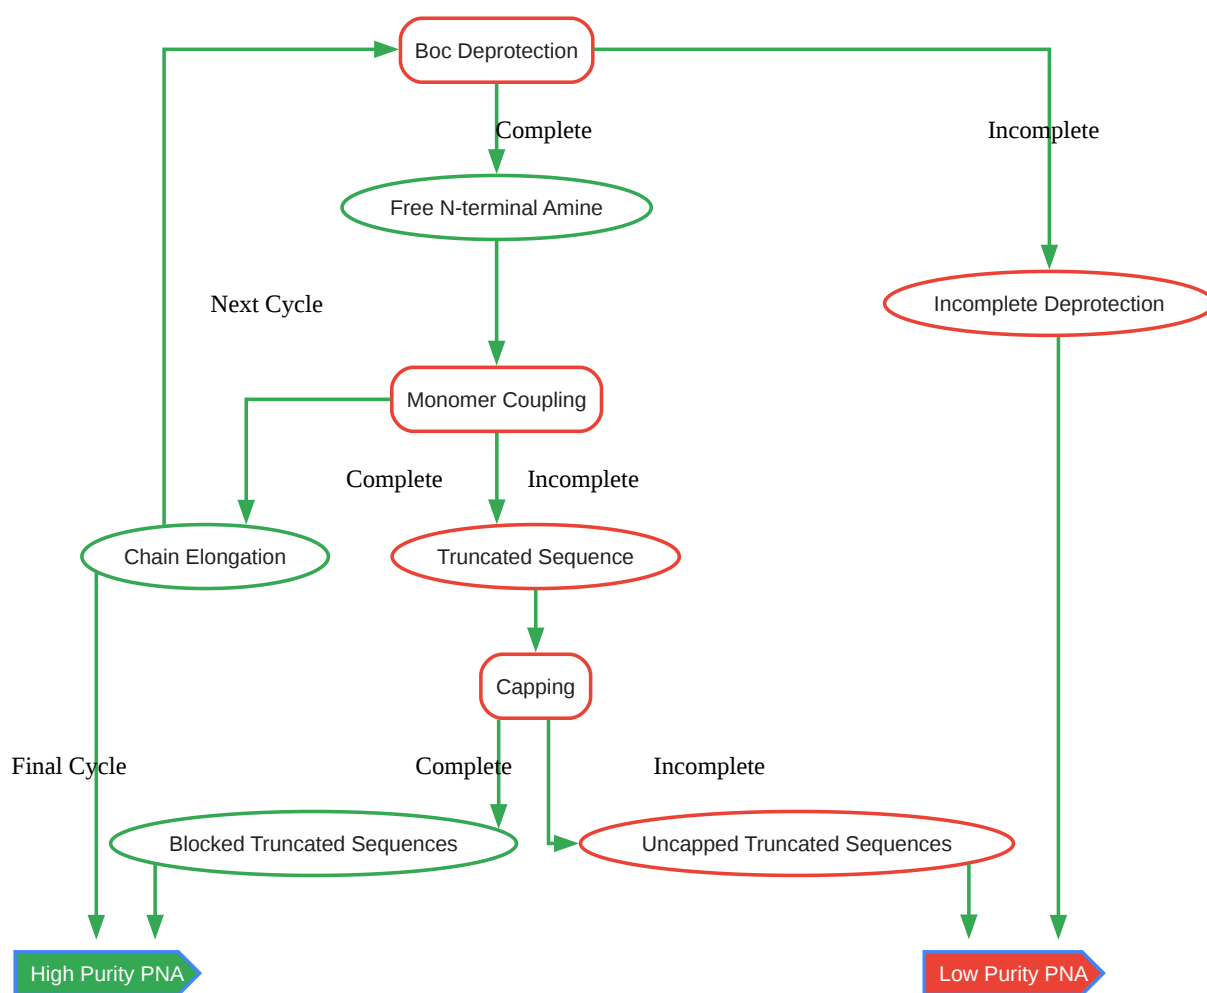 Boc Deprotection
Complete
Incomplete
Free N-terminal Amine
Next Cycle
Incomplete Deprotection
Monomer Coupling
Complete
Incomplete
Chain Elongation
Truncated Sequence
Capping
Final Cycle
Complete
Incomplete
Blocked Truncated Sequences
Uncapped Truncated Sequences
High Purity PNA
Low Purity PNA